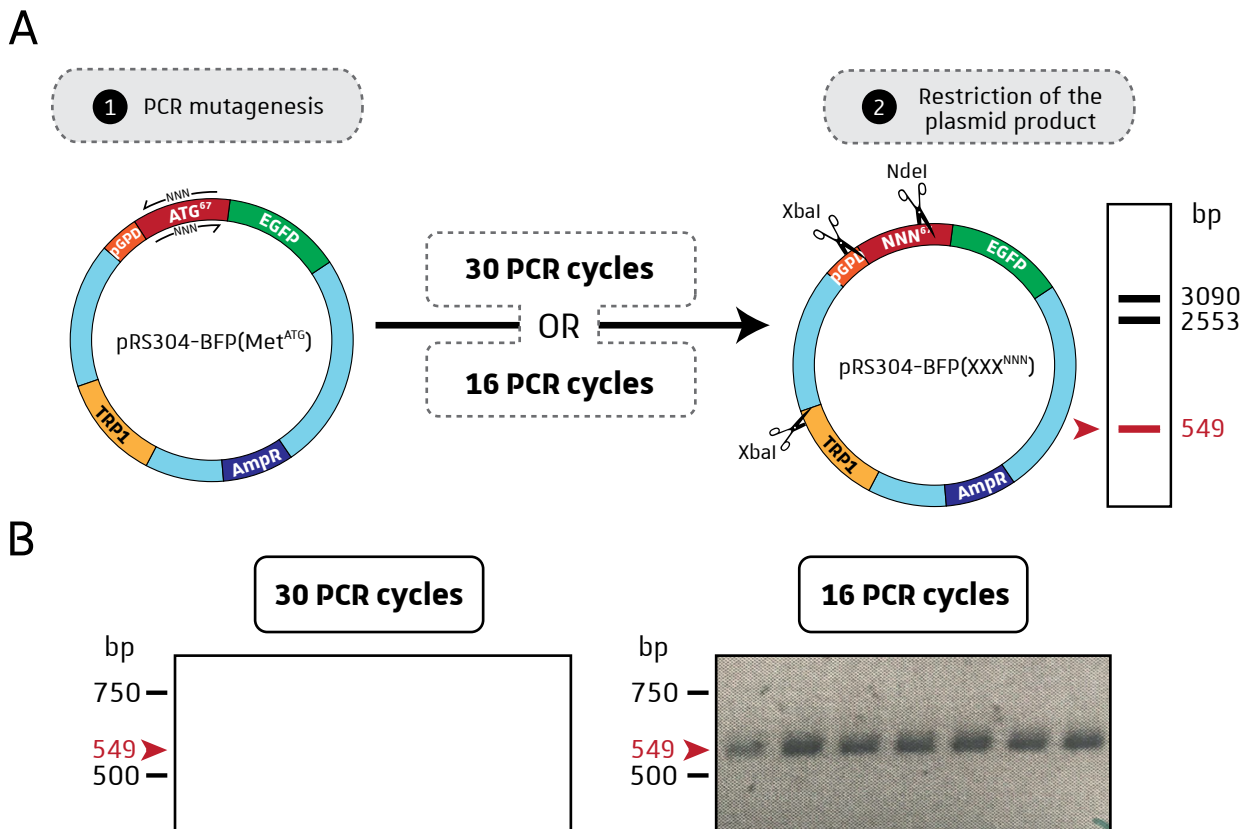 A
1 PCR mutagenesis
2 Restriction of the
plasmid product
NNN
ATG⁶⁷
NNN
pGPD
EGFP
pRS304-BFP(Metᴬᵀᴳ)
TRP1
AmpR
30 PCR cycles
OR
16 PCR cycles
NdeI
XbaI
NNN⁶⁷
pGPD
EGFP
pRS304-BFP(XXXᴺᴺᴺ)
XbaI
TRP1
AmpR
bp
3090
2553
549
B
30 PCR cycles
16 PCR cycles
bp
750
549
500
bp
750
549
500